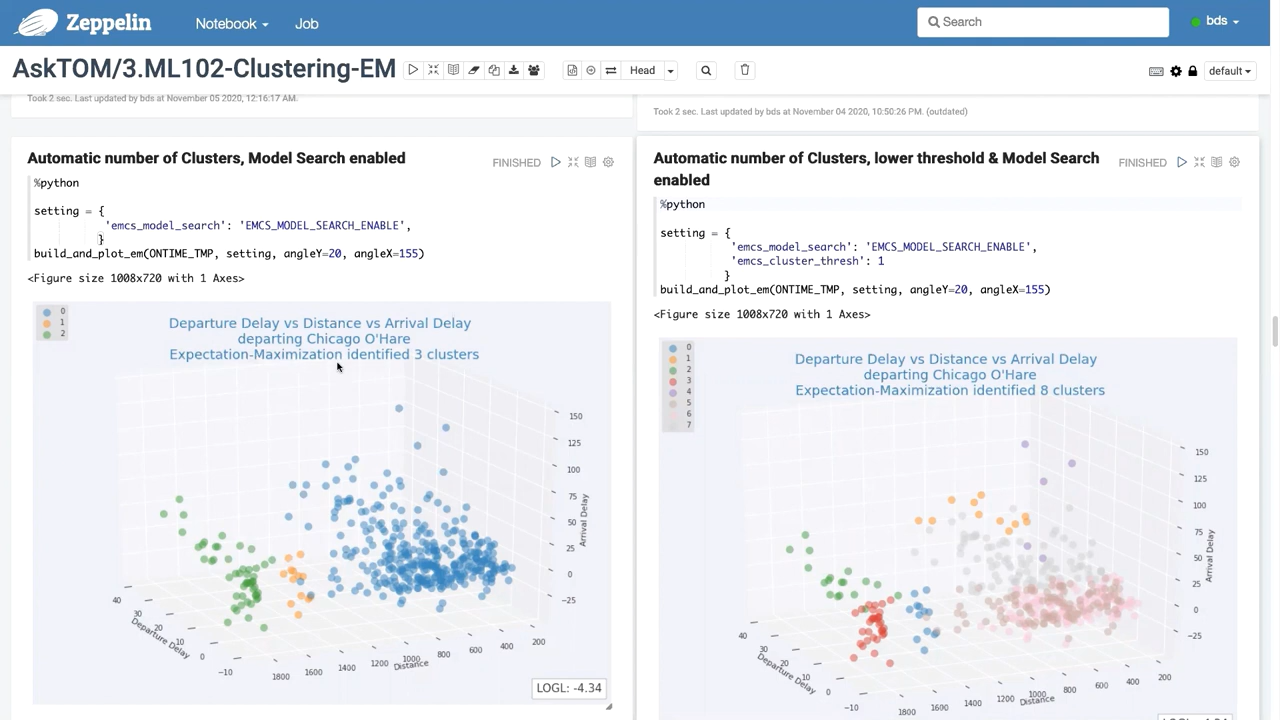 Zeppelin
Notebook
Job
Search
bds
AskTOM/3.ML102-Clustering-EM
Head
default
Took 2 sec. Last updated by bds at November 05 2020, 12:16:17 AM.
Took 2 sec. Last updated by bds at November 04 2020, 10:50:26 PM. (outdated)
Automatic number of Clusters, Model Search enabled
FINISHED
%python
setting = {
'emcs_model_search': 'EMCS_MODEL_SEARCH_ENABLE',
}
build_and_plot_em(ONTIME_TMP, setting, angleY=20, angleX=155)
<Figure size 1008x720 with 1 Axes>
0
1
2
Departure Delay vs Distance vs Arrival Delay
departing Chicago O'Hare
Expectation-Maximization identified 3 clusters
150
125
100
75
50
25
0
−25
Arrival Delay
40
30
20
10
0
−10
Departure Delay
1800
1600
1400
1200
1000
800
600
400
200
Distance
LOGL: -4.34
Automatic number of Clusters, lower threshold & Model Search
enabled
FINISHED
%python
setting = {
'emcs_model_search': 'EMCS_MODEL_SEARCH_ENABLE',
'emcs_cluster_thresh': 1
}
build_and_plot_em(ONTIME_TMP, setting, angleY=20, angleX=155)
<Figure size 1008x720 with 1 Axes>
0
1
2
3
4
5
6
7
Departure Delay vs Distance vs Arrival Delay
departing Chicago O'Hare
Expectation-Maximization identified 8 clusters
150
125
100
75
50
25
0
−25
Arrival Delay
40
30
20
10
0
−10
Departure Delay
1800
1600
1400
1200
1000
800
600
400
200
Distance